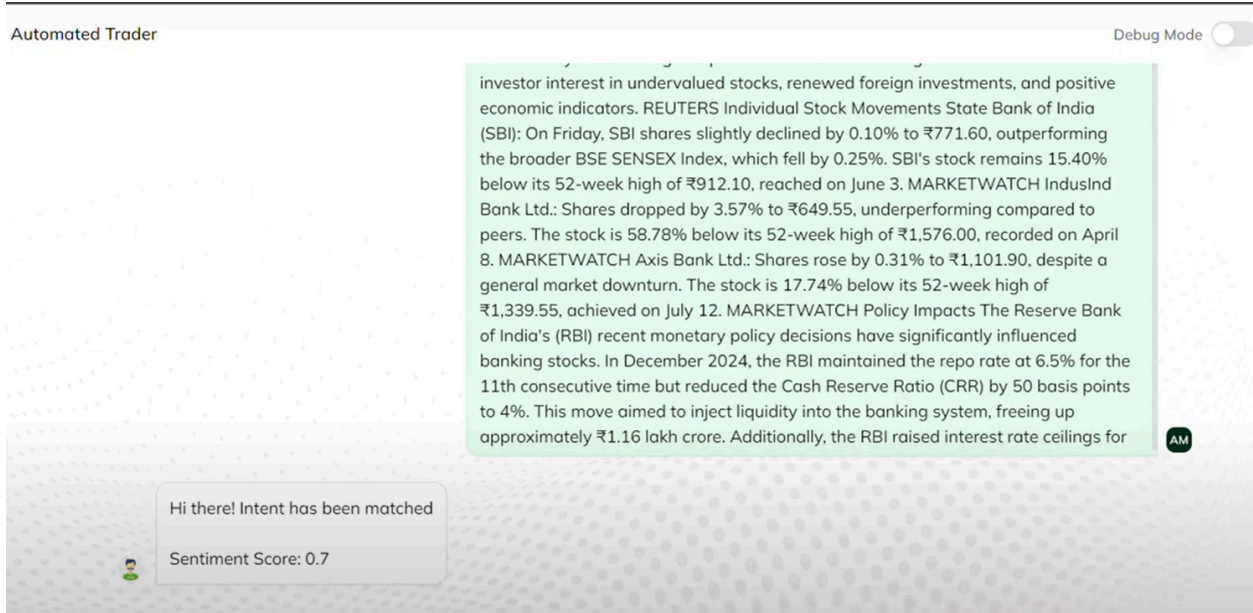 Automated Trader
Debug Mode
investor interest in undervalued stocks, renewed foreign investments, and positive
economic indicators. REUTERS Individual Stock Movements State Bank of India
(SBI): On Friday, SBI shares slightly declined by 0.10% to ₹771.60, outperforming
the broader BSE SENSEX Index, which fell by 0.25%. SBI's stock remains 15.40%
below its 52-week high of ₹912.10, reached on June 3. MARKETWATCH IndusInd
Bank Ltd.: Shares dropped by 3.57% to ₹649.55, underperforming compared to
peers. The stock is 58.78% below its 52-week high of ₹1,576.00, recorded on April
8. MARKETWATCH Axis Bank Ltd.: Shares rose by 0.31% to ₹1,101.90, despite a
general market downturn. The stock is 17.74% below its 52-week high of
₹1,339.55, achieved on July 12. MARKETWATCH Policy Impacts The Reserve Bank
of India's (RBI) recent monetary policy decisions have significantly influenced
banking stocks. In December 2024, the RBI maintained the repo rate at 6.5% for the
11th consecutive time but reduced the Cash Reserve Ratio (CRR) by 50 basis points
to 4%. This move aimed to inject liquidity into the banking system, freeing up
approximately ₹1.16 lakh crore. Additionally, the RBI raised interest rate ceilings for
AM
Hi there! Intent has been matched
Sentiment Score: 0.7